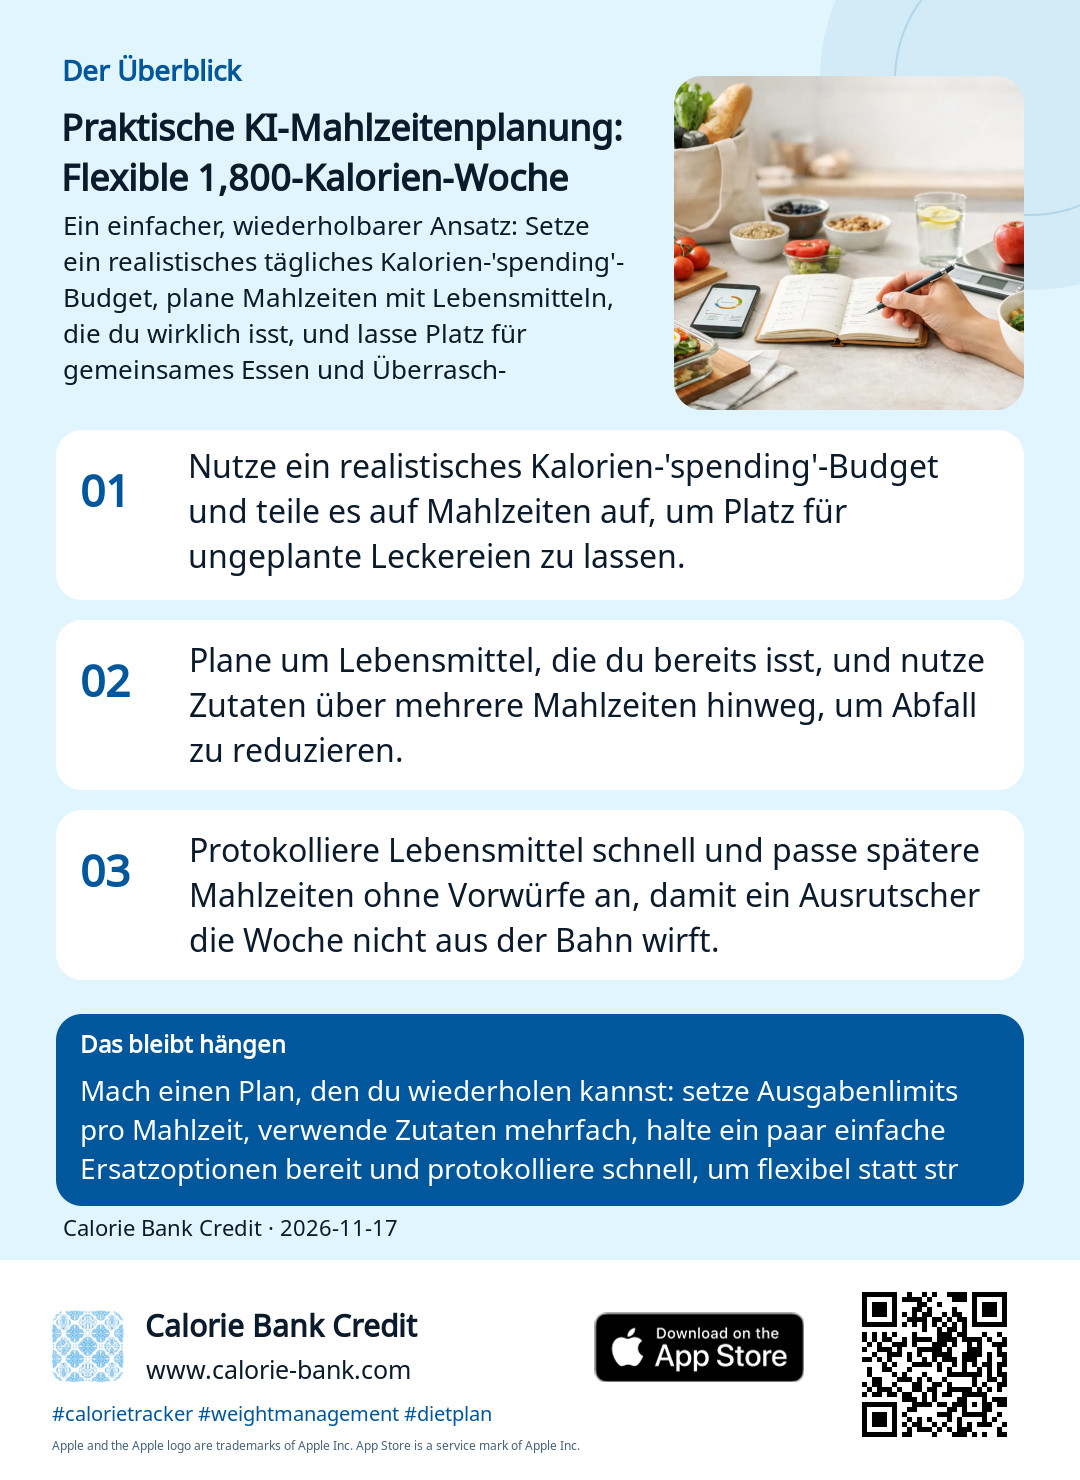 Der Überblick
Praktische KI-Mahlzeitenplanung:
Flexible 1,800-Kalorien-Woche
Ein einfacher, wiederholbarer Ansatz: Setze
ein realistisches tägliches Kalorien-'spending'-
Budget, plane Mahlzeiten mit Lebensmitteln,
die du wirklich isst, und lasse Platz für
gemeinsames Essen und Überrasch-
01
Nutze ein realistisches Kalorien-'spending'-Budget
und teile es auf Mahlzeiten auf, um Platz für
ungeplante Leckereien zu lassen.
02
Plane um Lebensmittel, die du bereits isst, und nutze
Zutaten über mehrere Mahlzeiten hinweg, um Abfall
zu reduzieren.
03
Protokolliere Lebensmittel schnell und passe spätere
Mahlzeiten ohne Vorwürfe an, damit ein Ausrutscher
die Woche nicht aus der Bahn wirft.
Das bleibt hängen
Mach einen Plan, den du wiederholen kannst: setze Ausgabenlimits
pro Mahlzeit, verwende Zutaten mehrfach, halte ein paar einfache
Ersatzoptionen bereit und protokolliere schnell, um flexibel statt str
Calorie Bank Credit · 2026-11-17
Calorie Bank Credit
www.calorie-bank.com
Download on the
App Store
#calorietracker #weightmanagement #dietplan
Apple and the Apple logo are trademarks of Apple Inc. App Store is a service mark of Apple Inc.